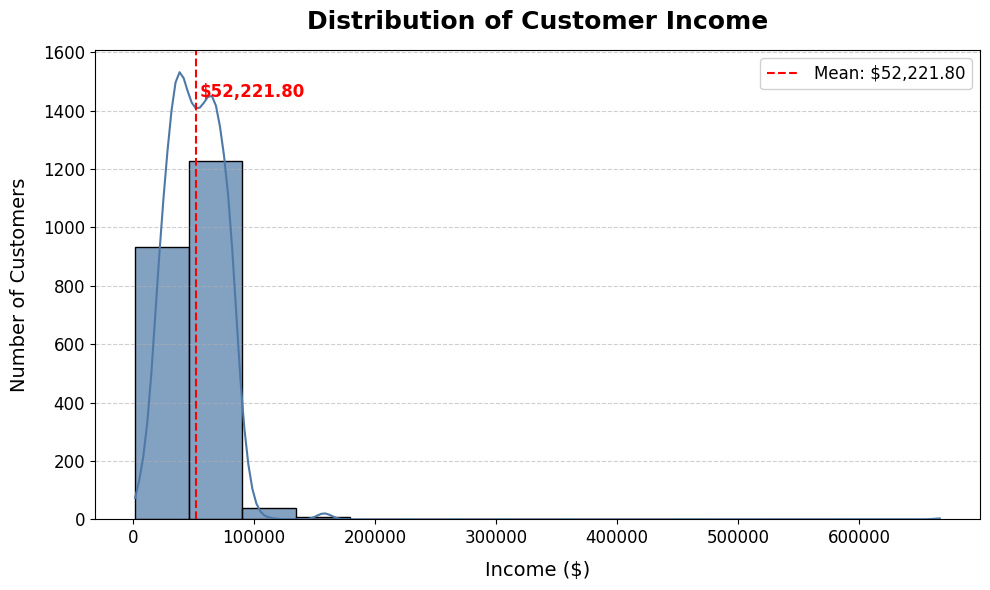 Distribution of Customer Income
Mean: $52,221.80
$52,221.80
Number of Customers
1600
1400
1200
1000
800
600
400
200
0
0 100000 200000 300000 400000 500000 600000
Income ($)